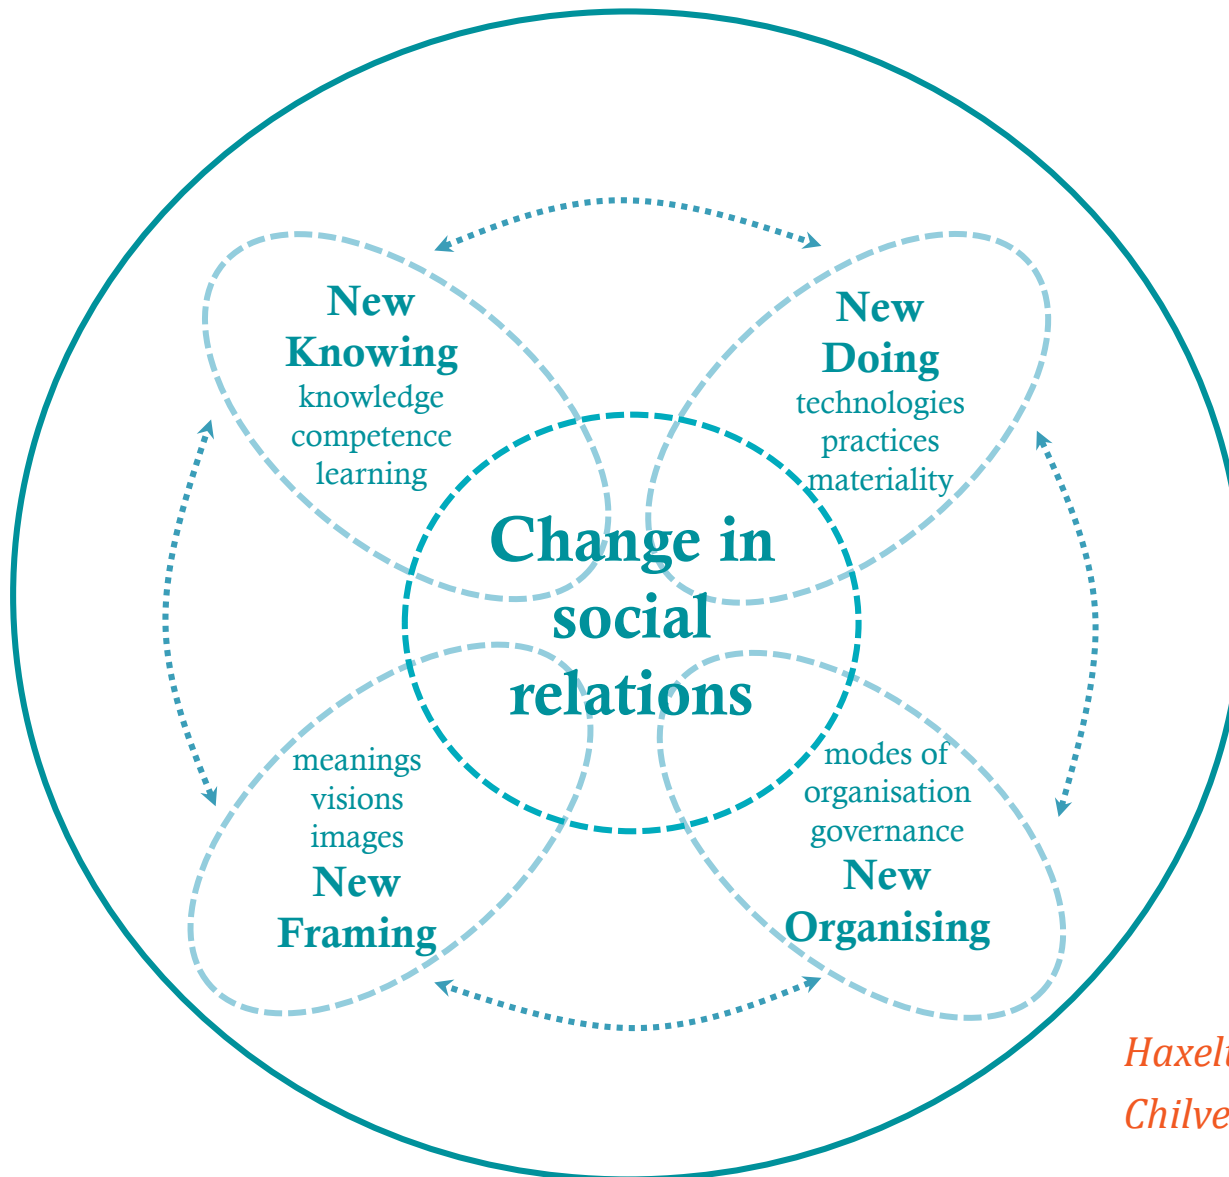 New
Knowing
knowledge
competence
learning
New
Doing
technologies
practices
materiality
Change in
social
relations
meanings
visions
images
New
Framing
modes of
organisation
governance
New
Organising